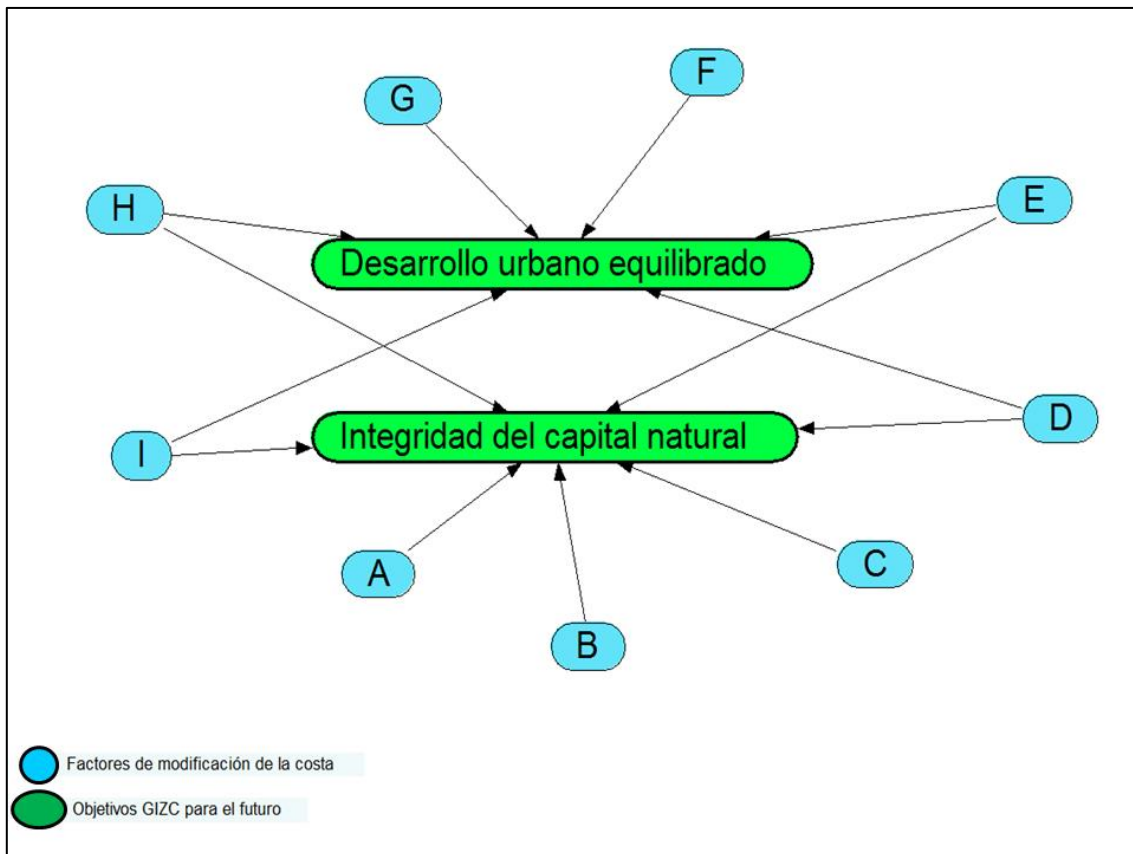 F
G
H
E
Desarrollo urbano equilibrado
D
Integridad del capital natural
I
A
C
B
Factores de modificación de la costa
Objetivos GIZC para el futuro